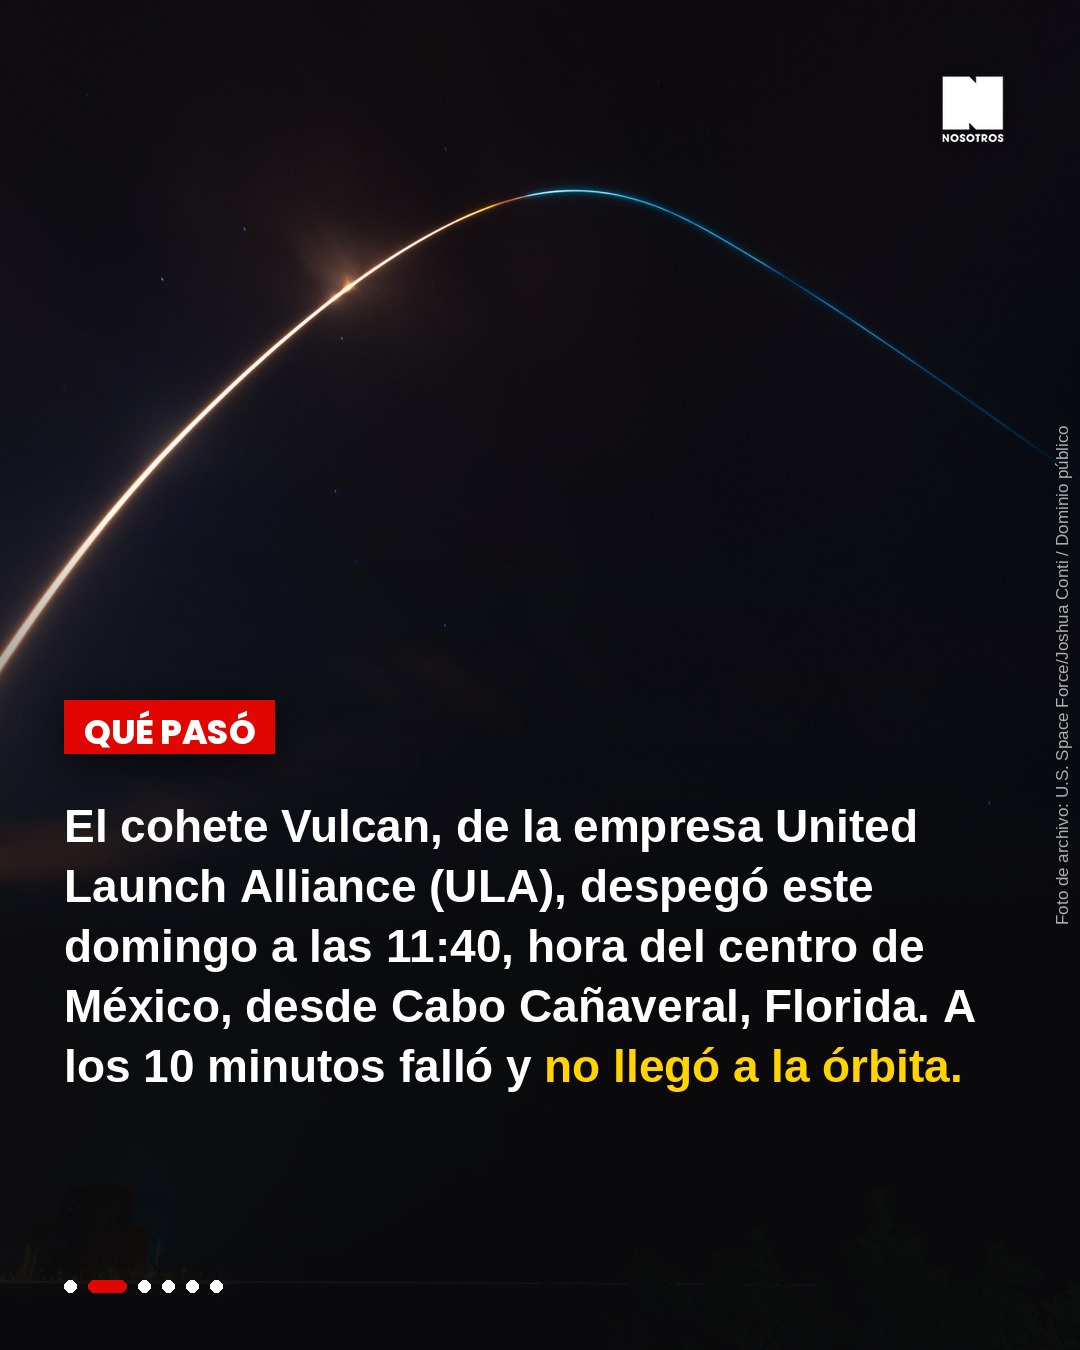 N
NOSOTROS
QUÉ PASÓ
El cohete Vulcan, de la empresa United
Launch Alliance (ULA), despegó este
domingo a las 11:40, hora del centro de
México, desde Cabo Cañaveral, Florida. A
los 10 minutos falló y no llegó a la órbita.
Foto de archivo: U.S. Space Force/Joshua Conti / Dominio público